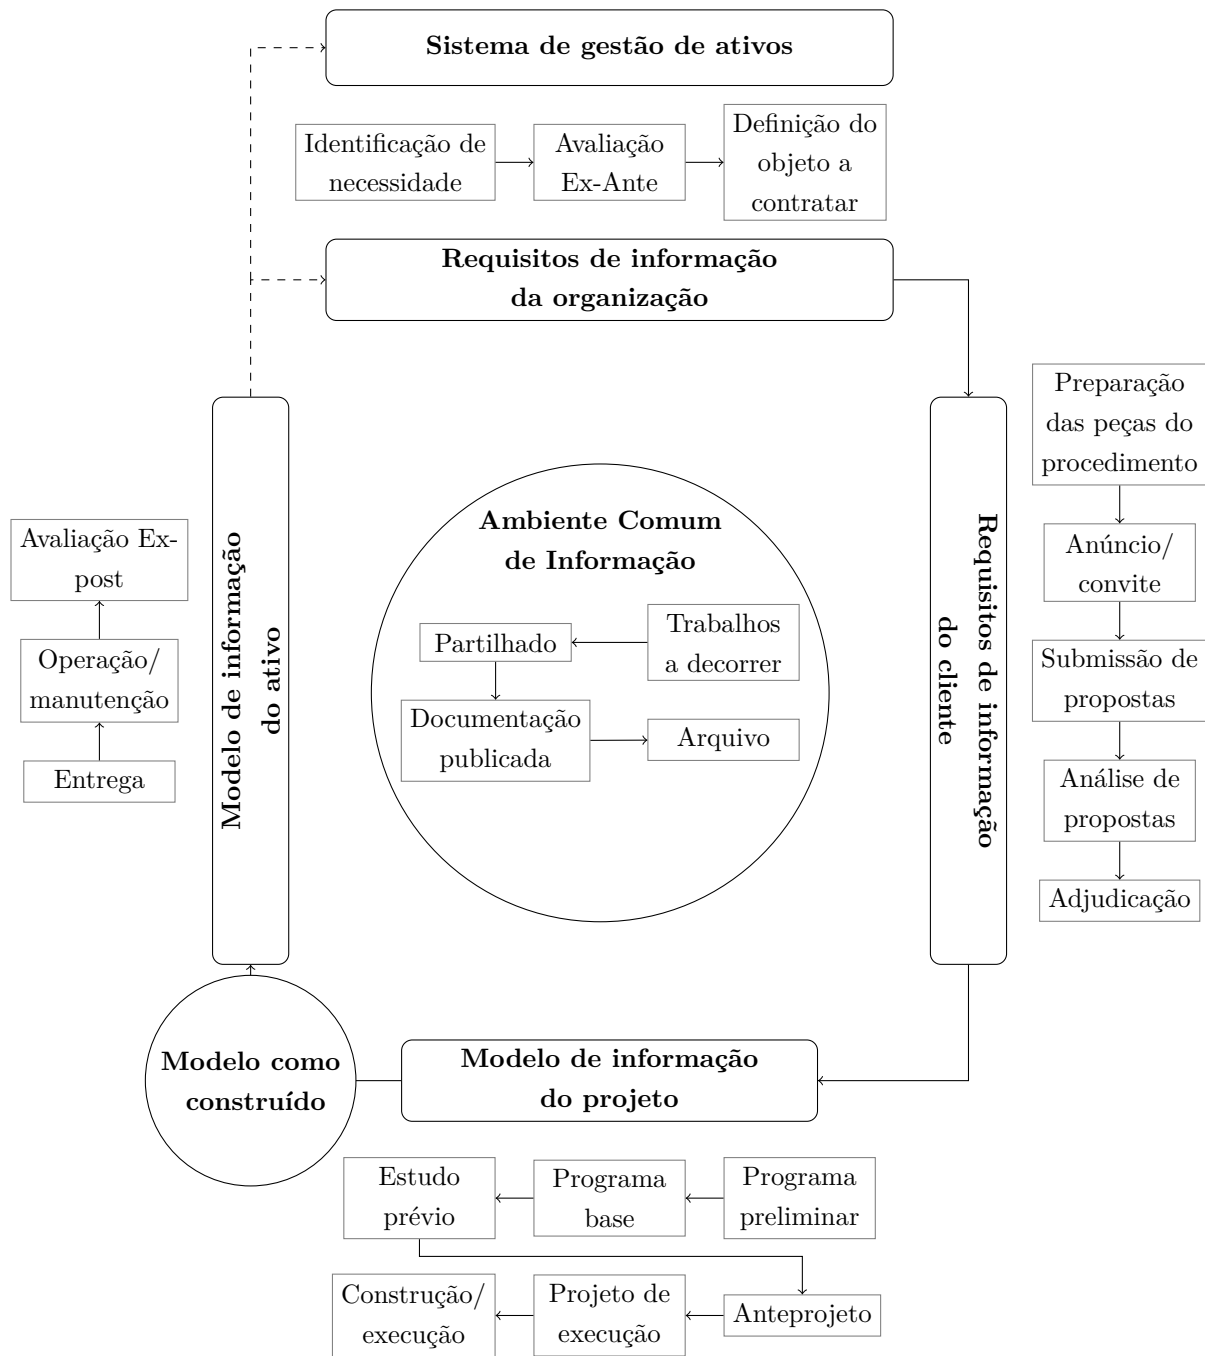 Sistema de gestão de ativos
Identificação de
necessidade
Avaliação
Ex-Ante
Definição do
objeto a
contratar
Requisitos de informação
da organização
Preparação
das peças do
procedimento
Anúncio/
convite
Submissão de
propostas
Análise de
propostas
Adjudicação
Requisitos de informação
do cliente
Ambiente Comum
de Informação
Trabalhos
a decorrer
Partilhado
Documentação
publicada
Arquivo
Modelo de informação
do ativo
Avaliação Ex-
post
Operação/
manutenção
Entrega
Modelo como
construído
Modelo de informação
do projeto
Estudo
prévio
Programa
base
Programa
preliminar
Construção/
execução
Projeto de
execução
Anteprojeto